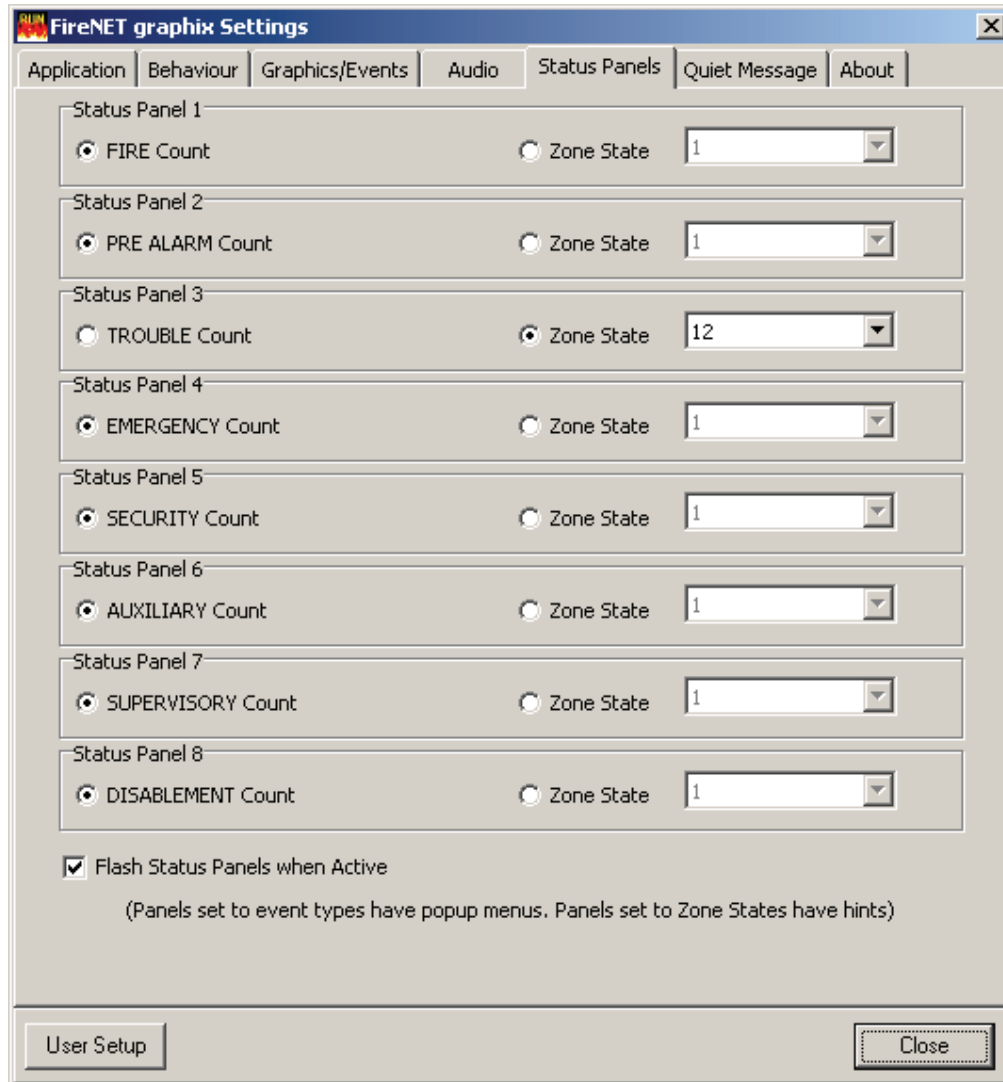 RUN
FireNET graphix Settings
Application Behaviour Graphics/Events Audio Status Panels Quiet Message About
Status Panel 1
FIRE Count Zone State 1
Status Panel 2
PRE ALARM Count Zone State 1
Status Panel 3
TROUBLE Count Zone State 12
Status Panel 4
EMERGENCY Count Zone State 1
Status Panel 5
SECURITY Count Zone State 1
Status Panel 6
AUXILIARY Count Zone State 1
Status Panel 7
SUPERVISORY Count Zone State 1
Status Panel 8
DISABLEMENT Count Zone State 1
Flash Status Panels when Active
(Panels set to event types have popup menus. Panels set to Zone States have hints)
User Setup Close